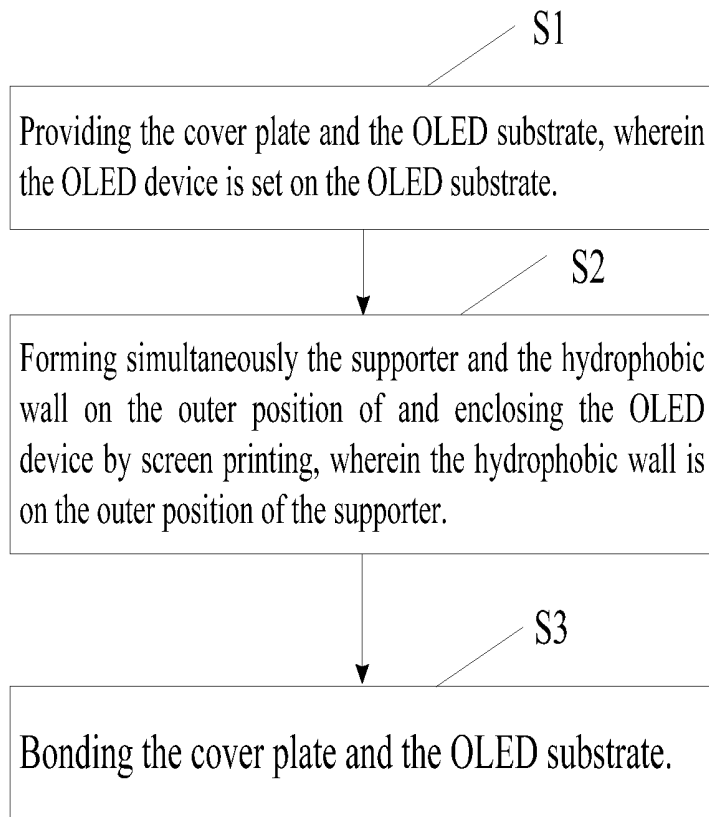 S1
Providing the cover plate and the OLED substrate, wherein
the OLED device is set on the OLED substrate.
S2
Forming simultaneously the supporter and the hydrophobic
wall on the outer position of and enclosing the OLED
device by screen printing, wherein the hydrophobic wall is
on the outer position of the supporter.
S3
Bonding the cover plate and the OLED substrate.